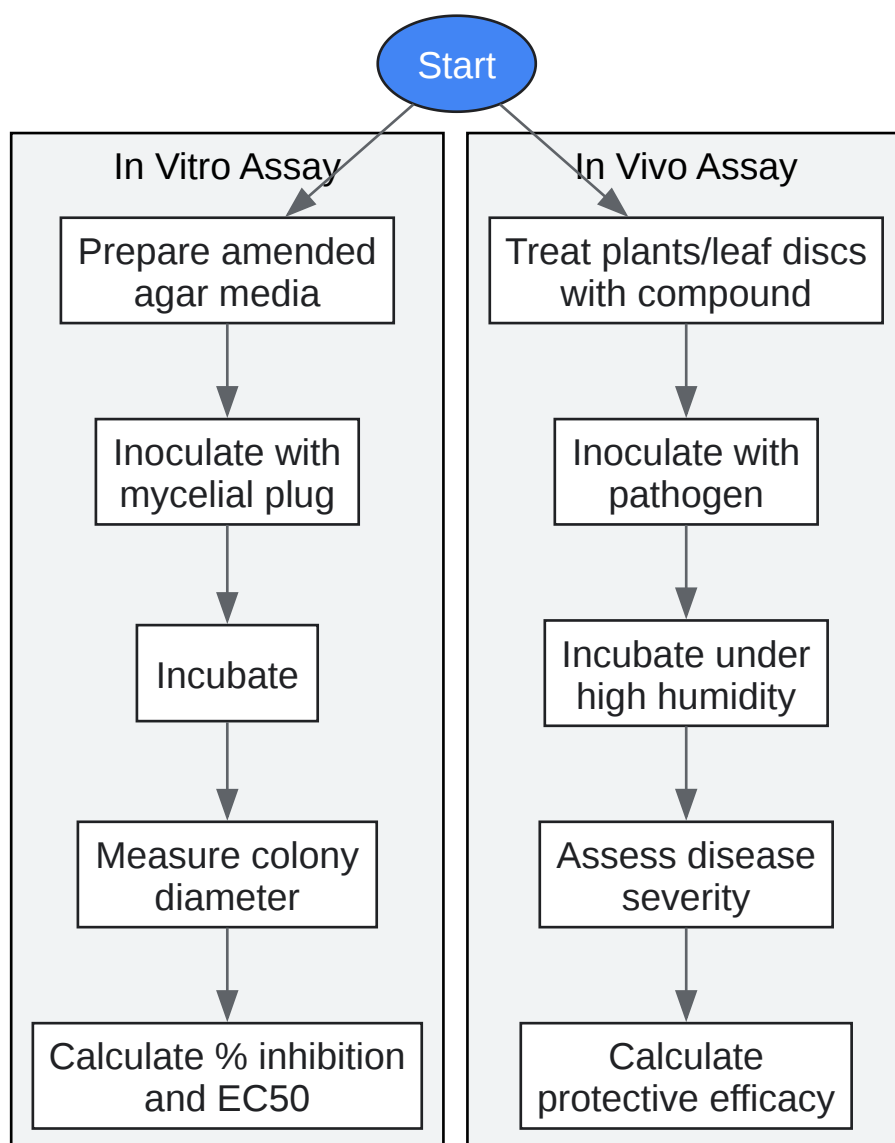 Start
In Vitro Assay
Prepare amended
agar media
Inoculate with
mycelial plug
Incubate
Measure colony
diameter
Calculate % inhibition
and EC50
In Vivo Assay
Treat plants/leaf discs
with compound
Inoculate with
pathogen
Incubate under
high humidity
Assess disease
severity
Calculate
protective efficacy